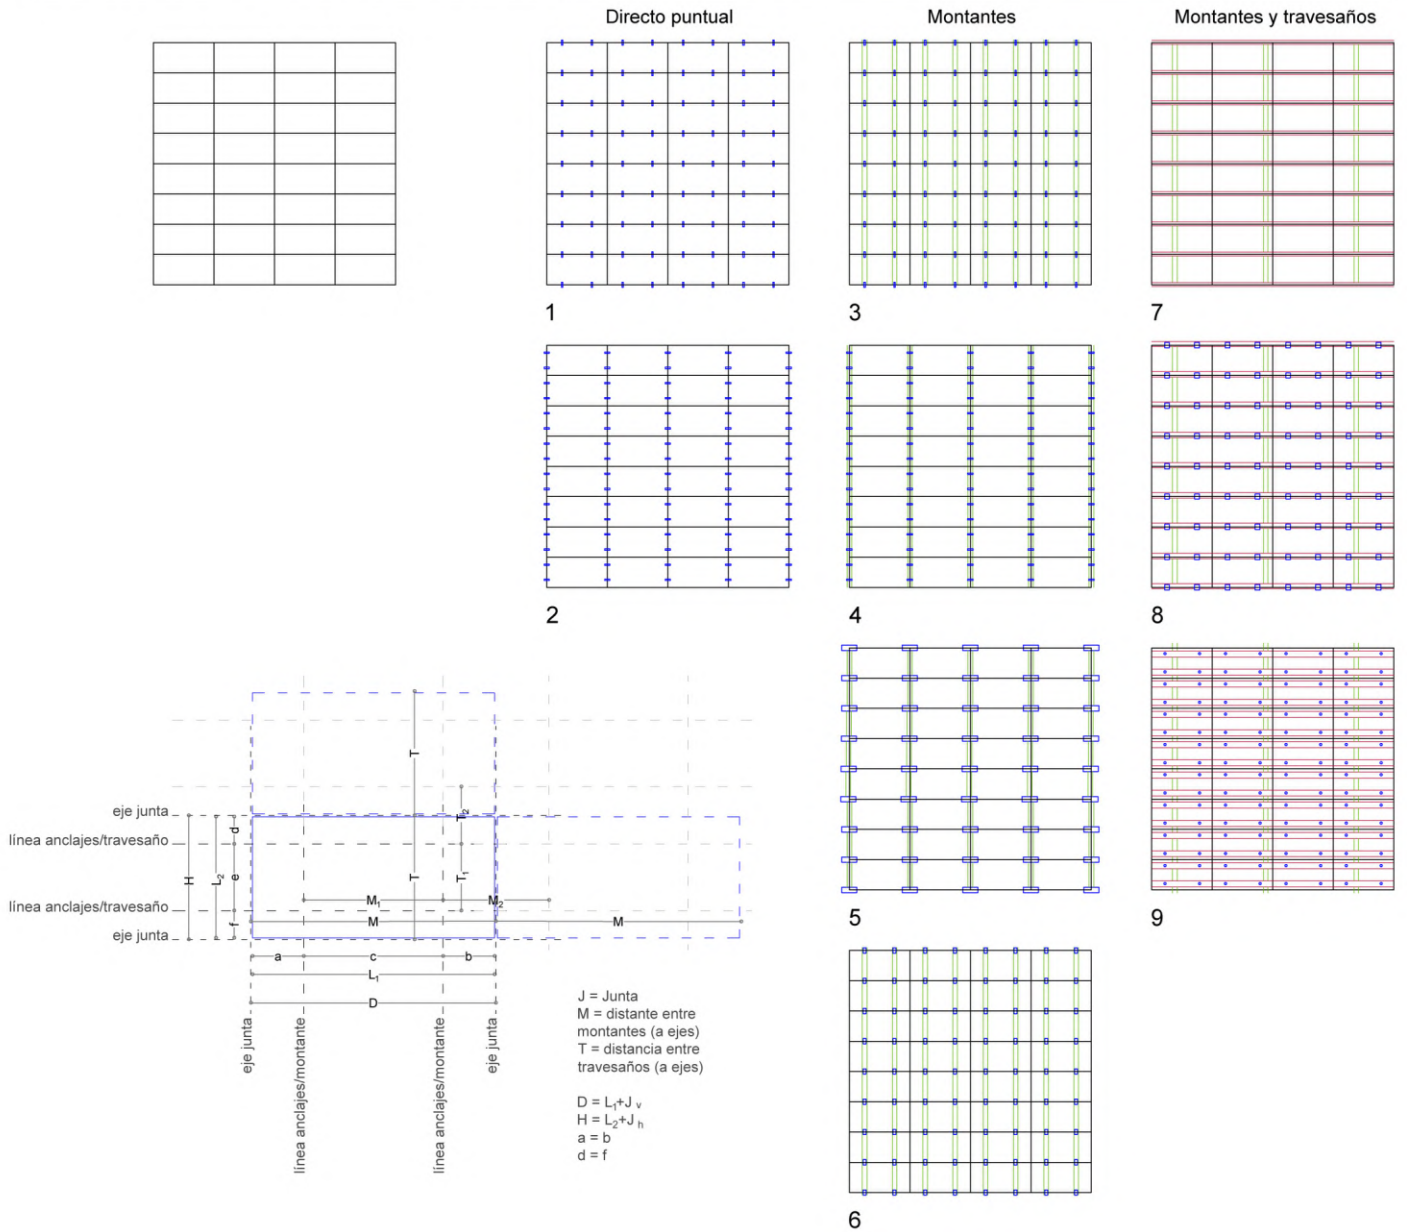 Directo puntual
Montantes
Montantes y travesaños
1
3
7
2
4
8
5
9
6
eje junta
línea anclajes/travesaño
línea anclajes/travesaño
eje junta
H
L₂
d
e
f
T
T
T₂
T₁
M₁
M₂
M
M
a
c
b
L₁
D
eje junta
línea anclajes/montante
línea anclajes/montante
eje junta
J = Junta
M = distante entre
montantes (a ejes)
T = distancia entre
travesaños (a ejes)
D = L₁+J ᵥ
H = L₂+J ₕ
a = b
d = f